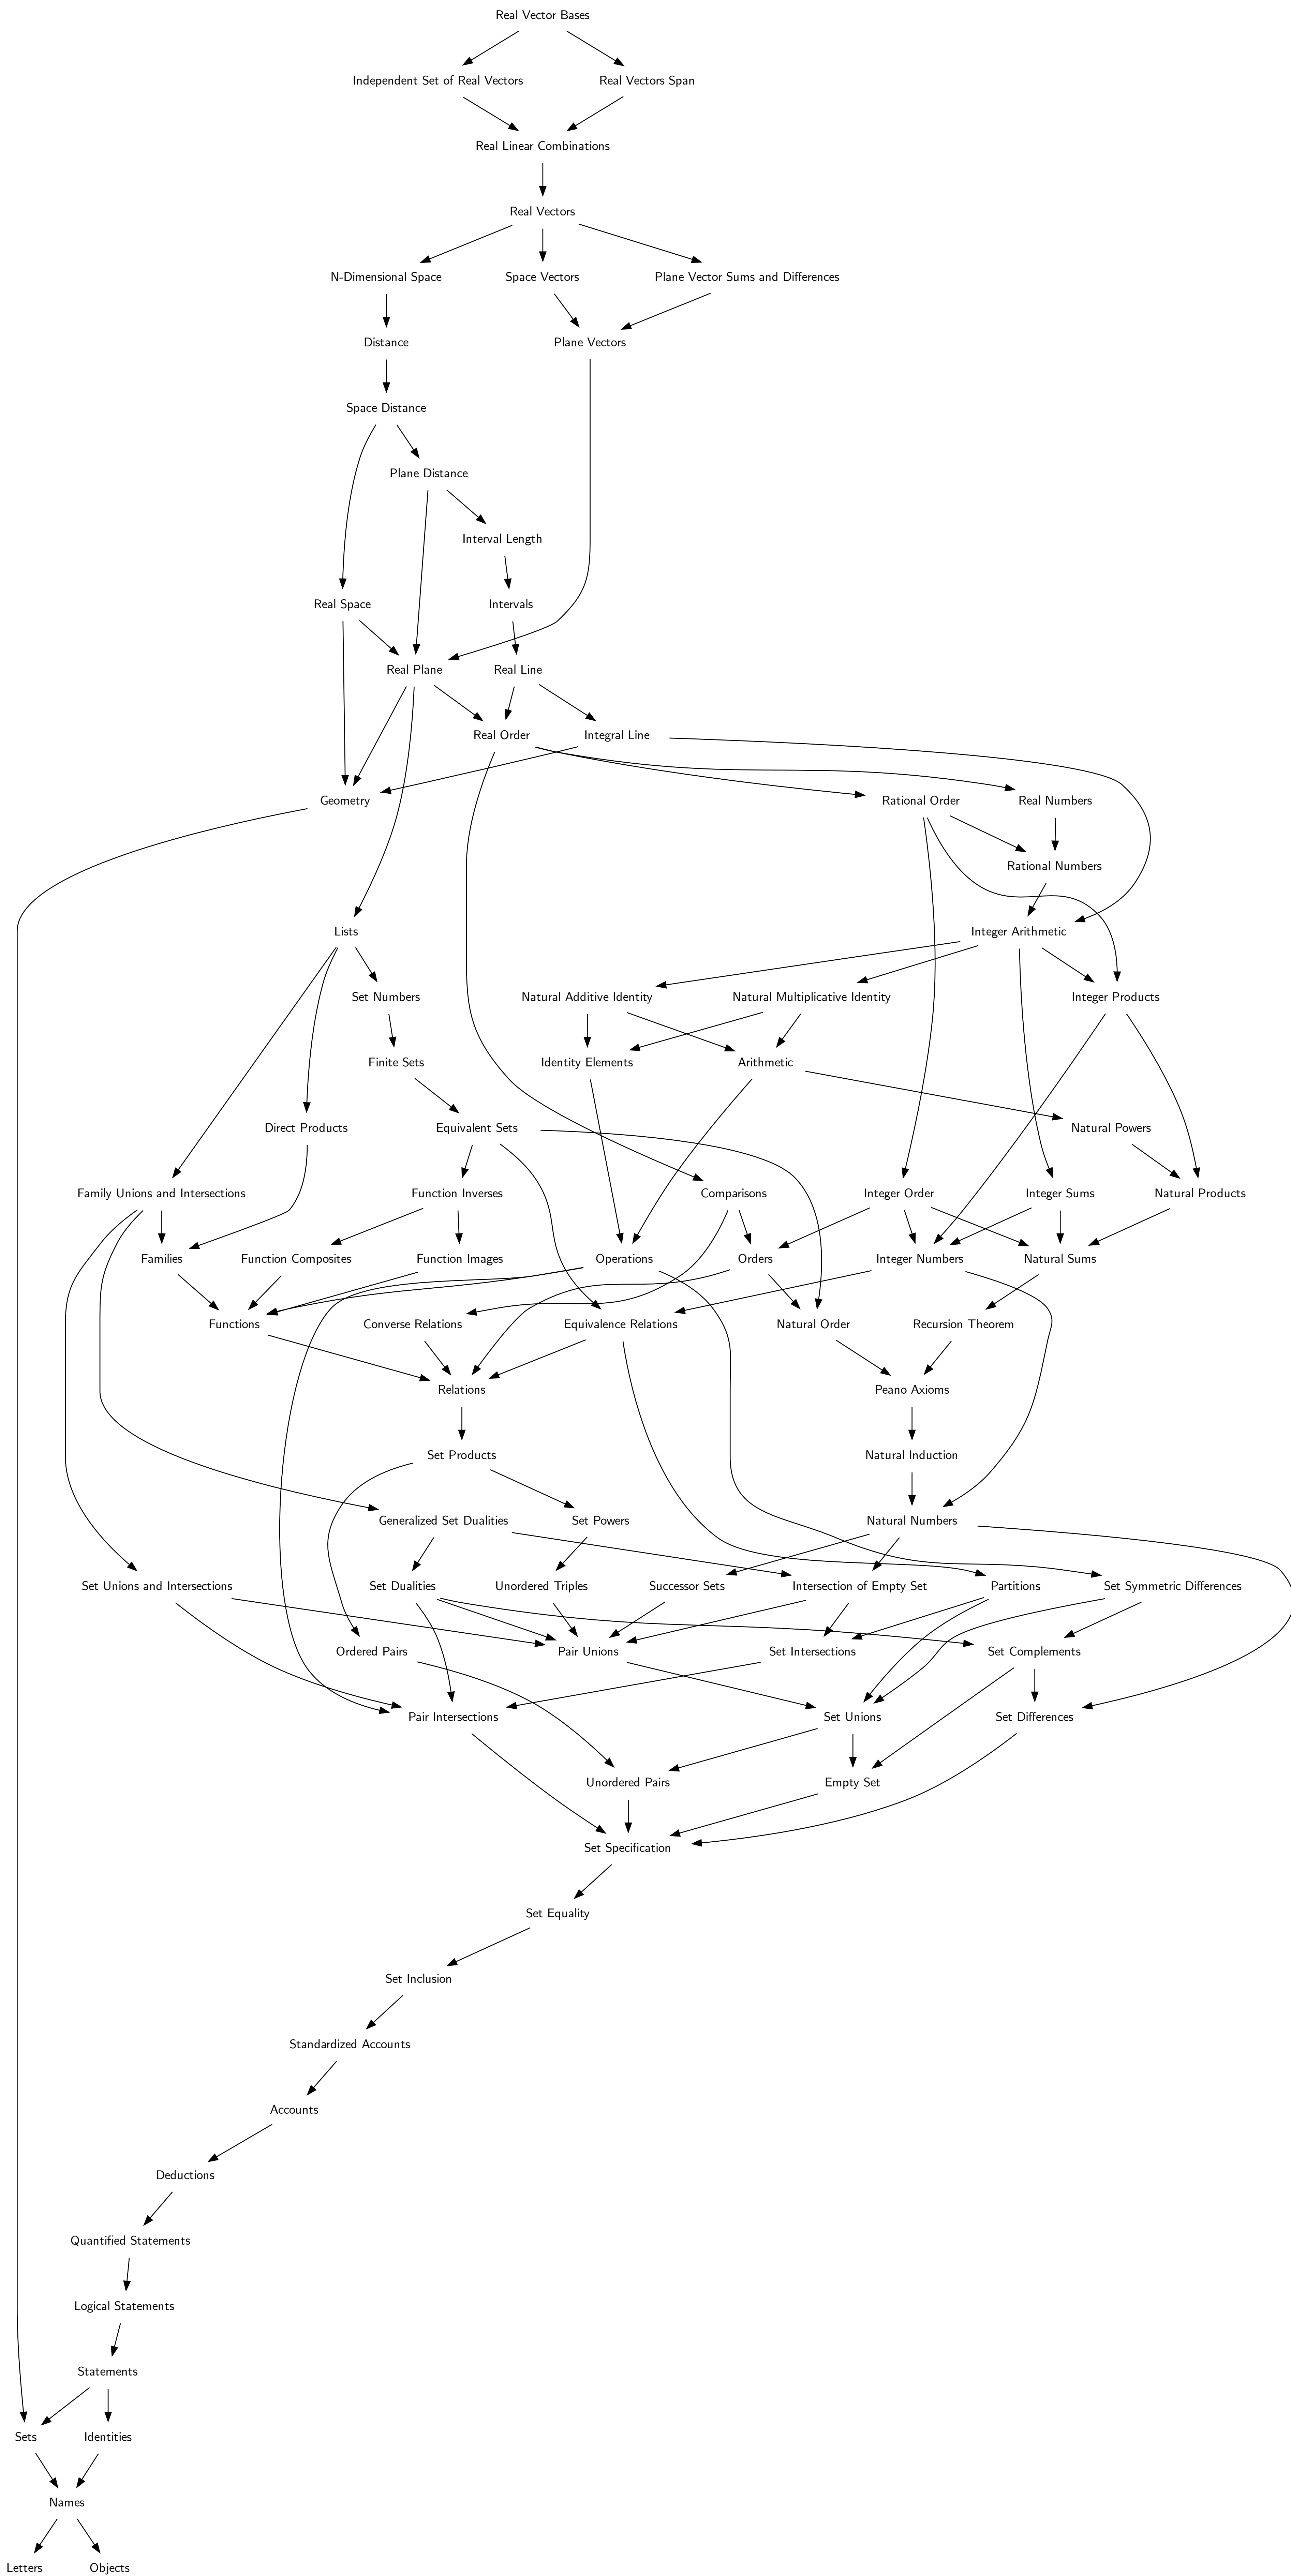 Real Vector Bases
Independent Set of Real Vectors
Real Vectors Span
Real Linear Combinations
Real Vectors
N-Dimensional Space
Space Vectors
Plane Vector Sums and Differences
Distance
Plane Vectors
Space Distance
Plane Distance
Interval Length
Real Space
Intervals
Real Plane
Real Line
Real Order
Integral Line
Geometry
Rational Order
Real Numbers
Rational Numbers
Lists
Integer Arithmetic
Set Numbers
Natural Additive Identity
Natural Multiplicative Identity
Integer Products
Finite Sets
Identity Elements
Arithmetic
Direct Products
Equivalent Sets
Natural Powers
Family Unions and Intersections
Function Inverses
Comparisons
Integer Order
Integer Sums
Natural Products
Families
Function Composites
Function Images
Operations
Orders
Integer Numbers
Natural Sums
Functions
Converse Relations
Equivalence Relations
Natural Order
Recursion Theorem
Relations
Peano Axioms
Set Products
Natural Induction
Generalized Set Dualities
Set Powers
Natural Numbers
Set Unions and Intersections
Set Dualities
Unordered Triples
Successor Sets
Intersection of Empty Set
Partitions
Set Symmetric Differences
Ordered Pairs
Pair Unions
Set Intersections
Set Complements
Pair Intersections
Set Unions
Set Differences
Unordered Pairs
Empty Set
Set Specification
Set Equality
Set Inclusion
Standardized Accounts
Accounts
Deductions
Quantified Statements
Logical Statements
Statements
Sets
Identities
Names
Letters
Objects